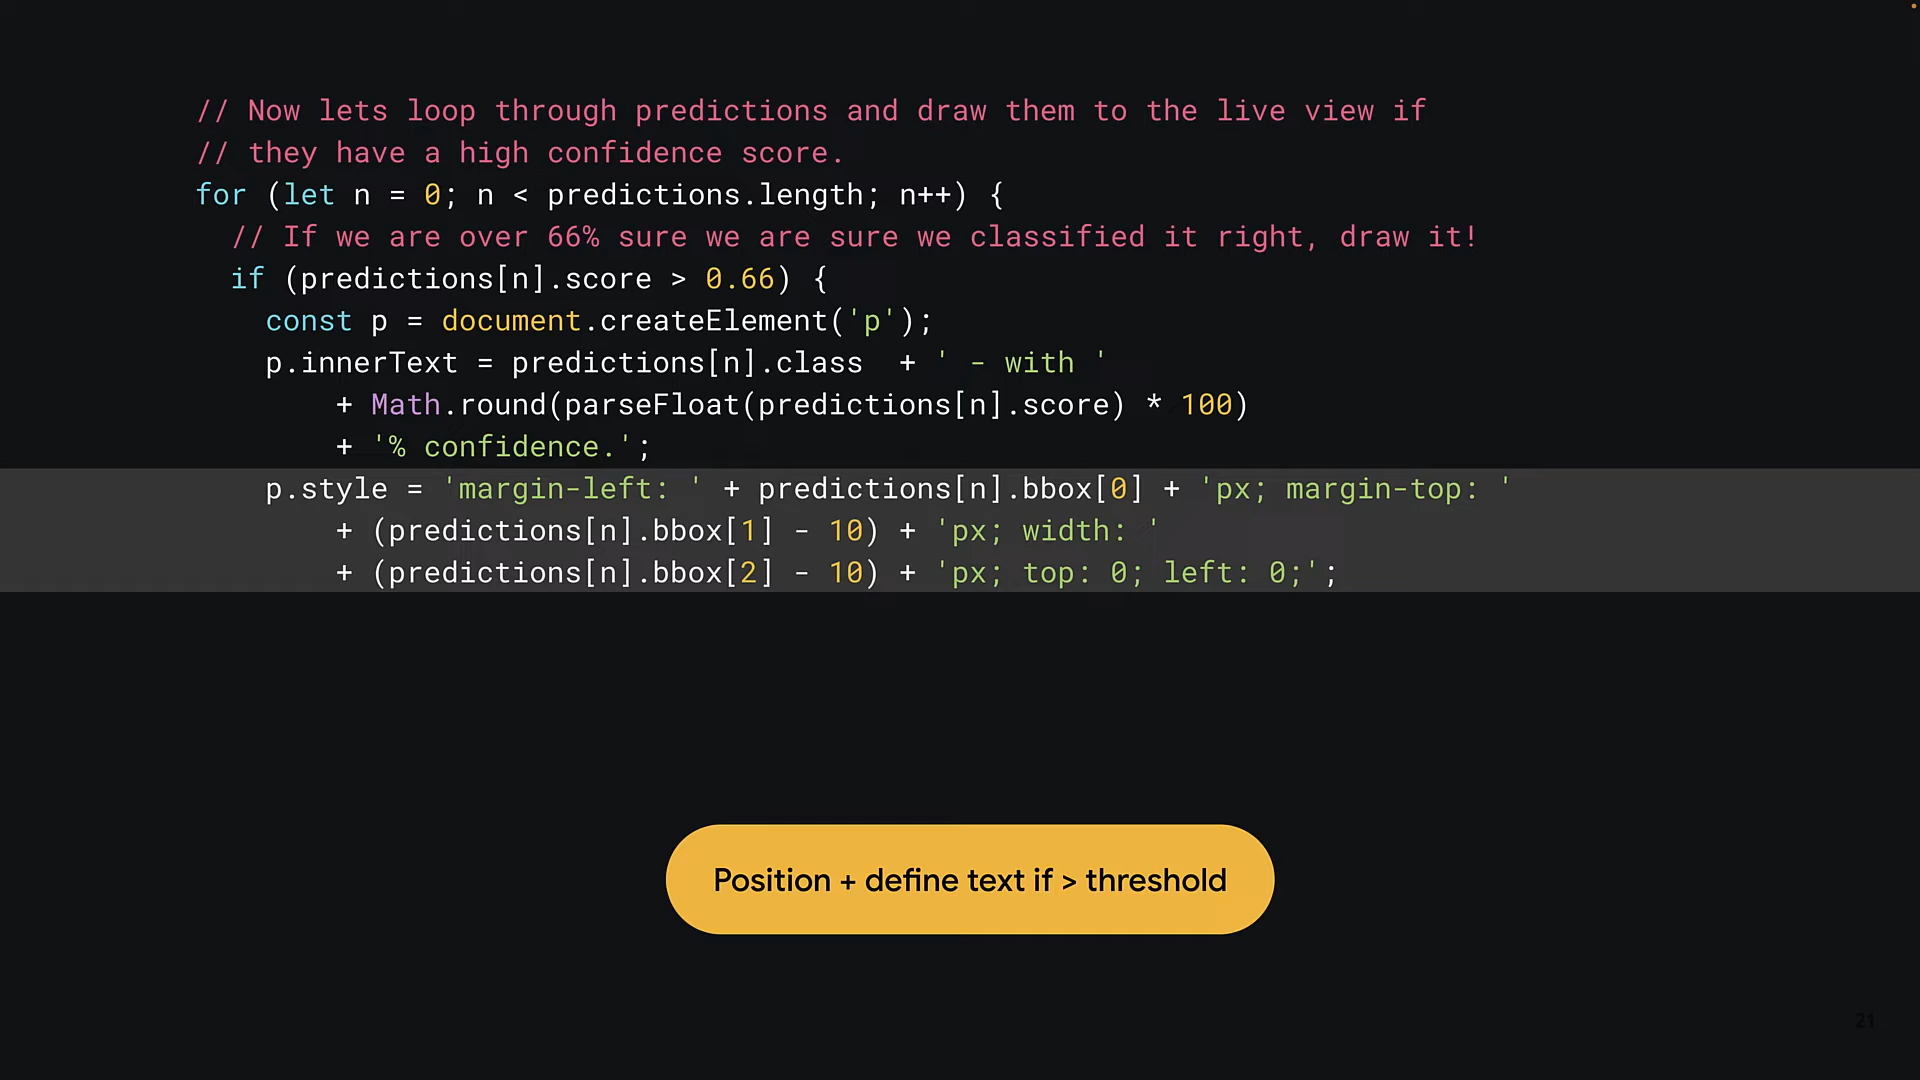 // Now lets loop through predictions and draw them to the live view if
// they have a high confidence score.
for (let n = 0; n < predictions.length; n++) {
  // If we are over 66% sure we are sure we classified it right, draw it!
  if (predictions[n].score > 0.66) {
    const p = document.createElement('p');
    p.innerText = predictions[n].class  + ' - with '
        + Math.round(parseFloat(predictions[n].score) * 100)
        + '% confidence.';
    p.style = 'margin-left: ' + predictions[n].bbox[0] + 'px; margin-top: '
        + (predictions[n].bbox[1] - 10) + 'px; width: '
        + (predictions[n].bbox[2] - 10) + 'px; top: 0; left: 0;';
Position + define text if > threshold
21